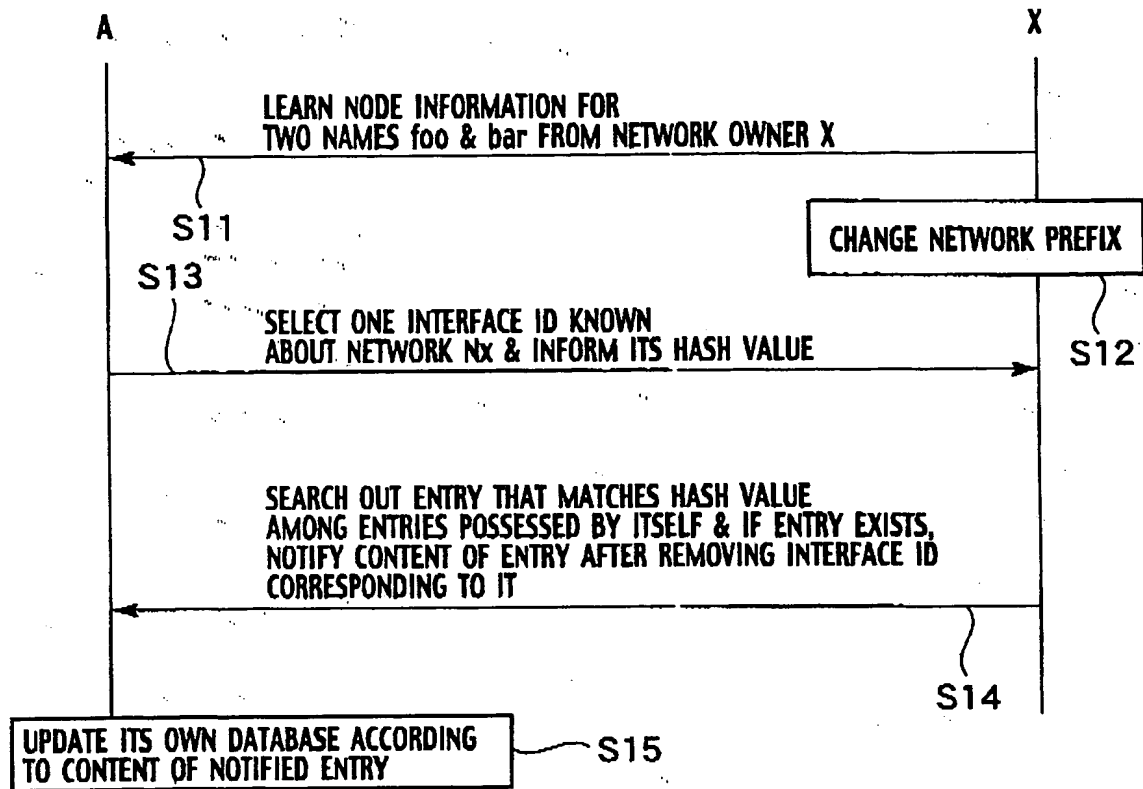 A
X
LEARN NODE INFORMATION FOR
TWO NAMES foo & bar FROM NETWORK OWNER X
S11
CHANGE NETWORK PREFIX
S12
S13
SELECT ONE INTERFACE ID KNOWN
ABOUT NETWORK Nx & INFORM ITS HASH VALUE
SEARCH OUT ENTRY THAT MATCHES HASH VALUE
AMONG ENTRIES POSSESSED BY ITSELF & IF ENTRY EXISTS,
NOTIFY CONTENT OF ENTRY AFTER REMOVING INTERFACE ID
CORRESPONDING TO IT
S14
UPDATE ITS OWN DATABASE ACCORDING
TO CONTENT OF NOTIFIED ENTRY
S15